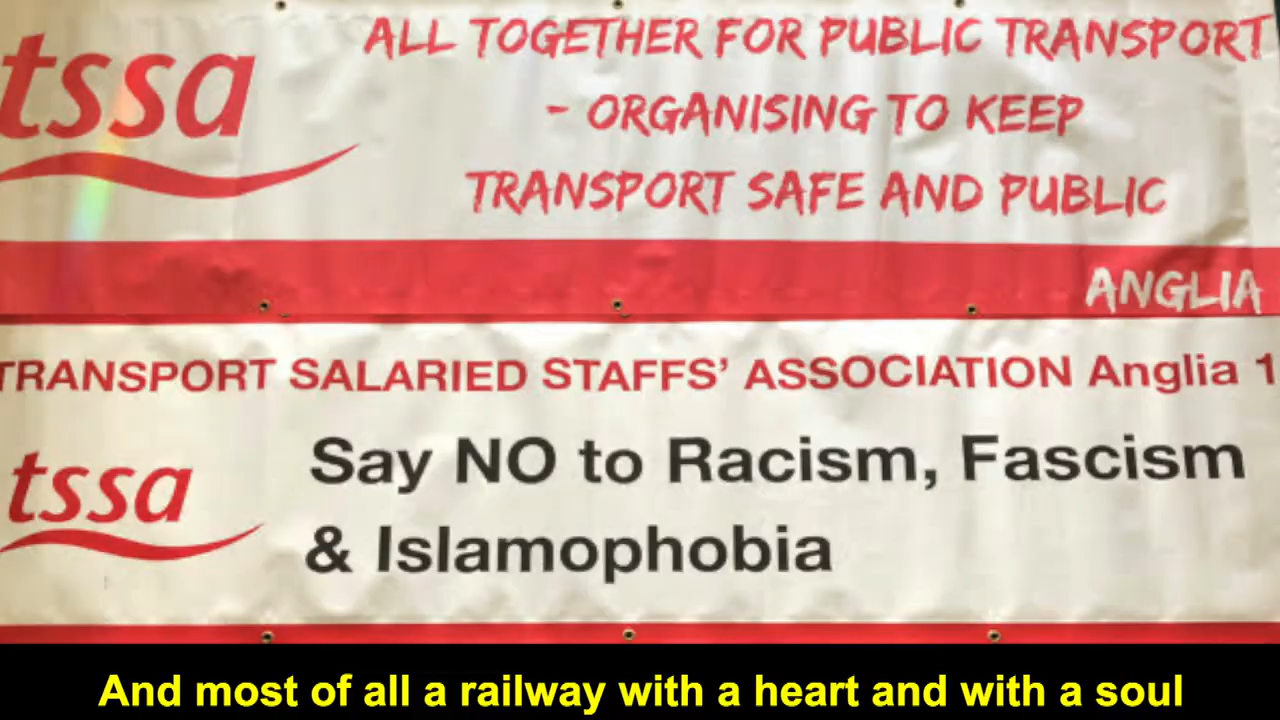 tssa
ALL TOGETHER FOR PUBLIC TRANSPORT
- ORGANISING TO KEEP
TRANSPORT SAFE AND PUBLIC
ANGLIA
TRANSPORT SALARIED STAFFS' ASSOCIATION Anglia 1
tssa
Say NO to Racism, Fascism
& Islamophobia
And most of all a railway with a heart and with a soul